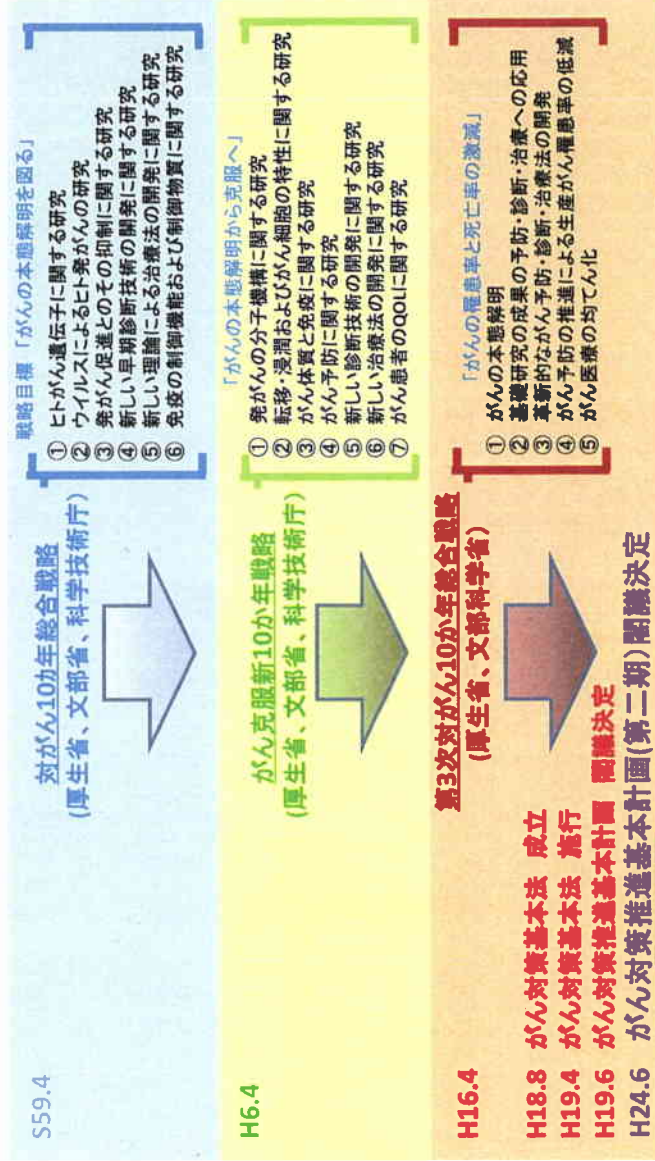 S59.4
対がん10カ年総合戦略
(厚生省、文部省、科学技術庁)
戦略目標 「がんの本態解明を図る」
① ヒトがん遺伝子に関する研究
② ウイルスによるヒト発がんの研究
③ 発がん促進とのその抑制に関する研究
④ 新しい早期診断技術の開発に関する研究
⑤ 新しい理論による治療法の開発に関する研究
⑥ 免疫の制御機能および制御物質に関する研究
H6.4
がん克服新10か年戦略
(厚生省、文部省、科学技術庁)
「がんの本態解明から克服へ」
① 発がんの分子機構に関する研究
② 転移・浸潤およびがん細胞の特性に関する研究
③ がん体質と免疫に関する研究
④ がん予防に関する研究
⑤ 新しい診断技術の開発に関する研究
⑥ 新しい治療法の開発に関する研究
⑦ がん患者のQOLに関する研究
H16.4
第3次対がん10か年総合戦略
(厚生省、文部科学省)
「がんの罹患率と死亡率の激減」
① がんの本態解明
② 基礎研究の成果の予防・診断・治療への応用
③ 革新的ながん予防・診断・治療法の開発
④ がん予防の推進による生産がん罹患率の低減
⑤ がん医療の均てん化
H18.8 がん対策基本法 成立
H19.4 がん対策基本法 施行
H19.6 がん対策推進基本計画 閣議決定
H24.6 がん対策推進基本計画(第二期)閣議決定